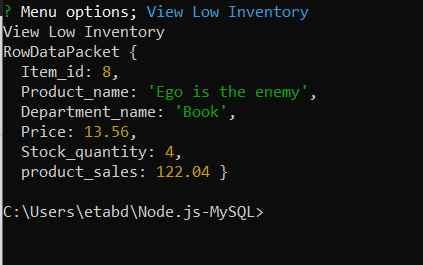 ? Menu options; View Low Inventory
View Low Inventory
RowDataPacket {
  Item_id: 8,
  Product_name: 'Ego is the enemy',
  Department_name: 'Book',
  Price: 13.56,
  Stock_quantity: 4,
  product_sales: 122.04 }
C:\Users\etabd\Node.js-MySQL>